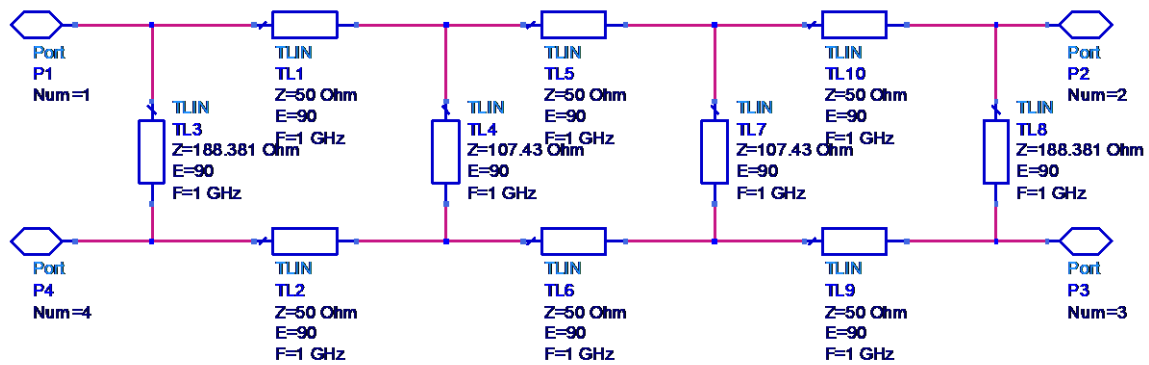 Port
P1
Num=1
TLIN
TL1
Z=50 Ohm
E=90
F=1 GHz
TLIN
TL5
Z=50 Ohm
E=90
F=1 GHz
TLIN
TL10
Z=50 Ohm
E=90
F=1 GHz
Port
P2
Num=2
TLIN
TL3
Z=188.381 Ohm
E=90
F=1 GHz
TLIN
TL4
Z=107.43 Ohm
E=90
F=1 GHz
TLIN
TL7
Z=107.43 Ohm
E=90
F=1 GHz
TLIN
TL8
Z=188.381 Ohm
E=90
F=1 GHz
Port
P4
Num=4
TLIN
TL2
Z=50 Ohm
E=90
F=1 GHz
TLIN
TL6
Z=50 Ohm
E=90
F=1 GHz
TLIN
TL9
Z=50 Ohm
E=90
F=1 GHz
Port
P3
Num=3